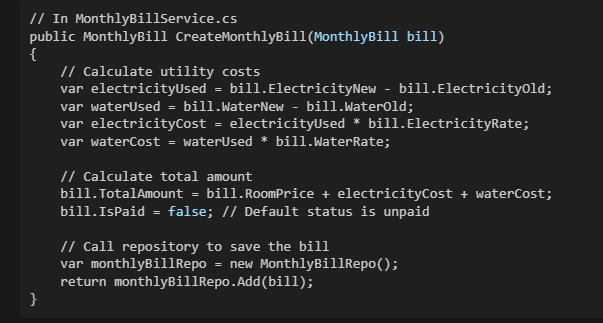 // In MonthlyBillService.cs
public MonthlyBill CreateMonthlyBill(MonthlyBill bill)
{
    // Calculate utility costs
    var electricityUsed = bill.ElectricityNew - bill.ElectricityOld;
    var waterUsed = bill.WaterNew - bill.WaterOld;
    var electricityCost = electricityUsed * bill.ElectricityRate;
    var waterCost = waterUsed * bill.WaterRate;

    // Calculate total amount
    bill.TotalAmount = bill.RoomPrice + electricityCost + waterCost;
    bill.IsPaid = false; // Default status is unpaid

    // Call repository to save the bill
    var monthlyBillRepo = new MonthlyBillRepo();
    return monthlyBillRepo.Add(bill);
}